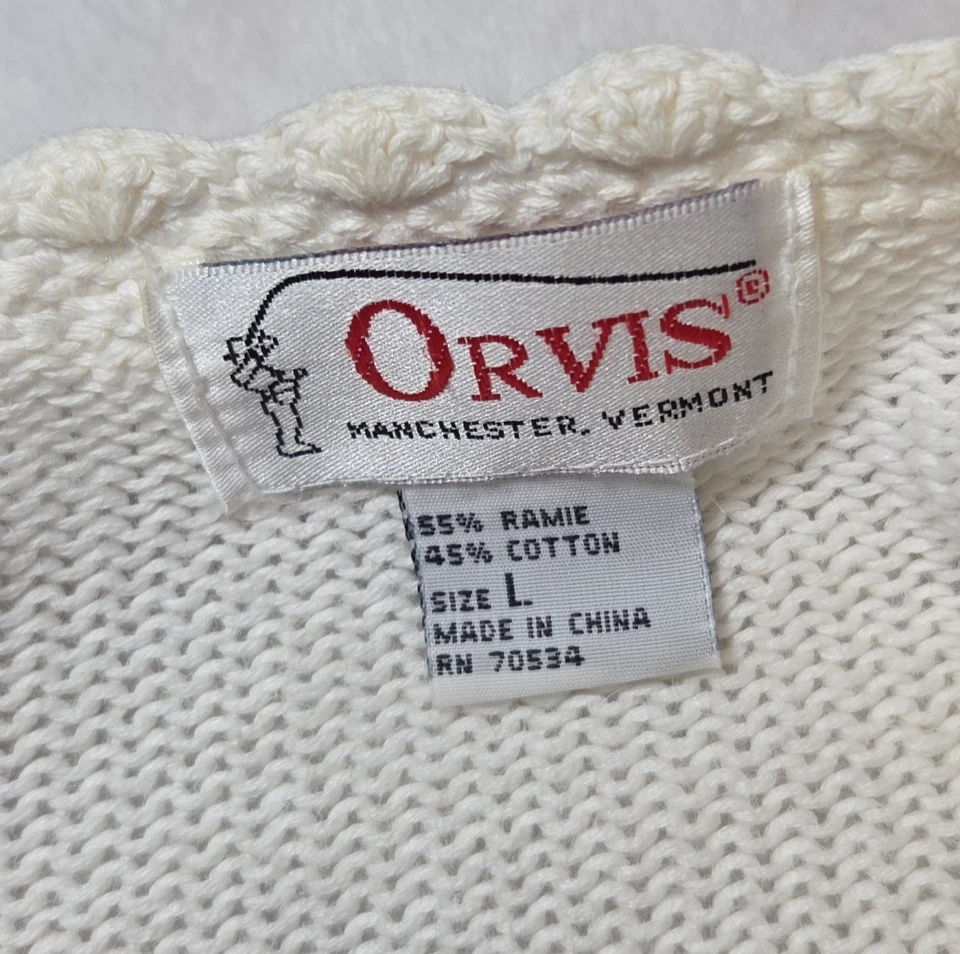 ORVIS®
MANCHESTER, VERMONT
55% RAMIE
45% COTTON
SIZE L
MADE IN CHINA
RN 70534